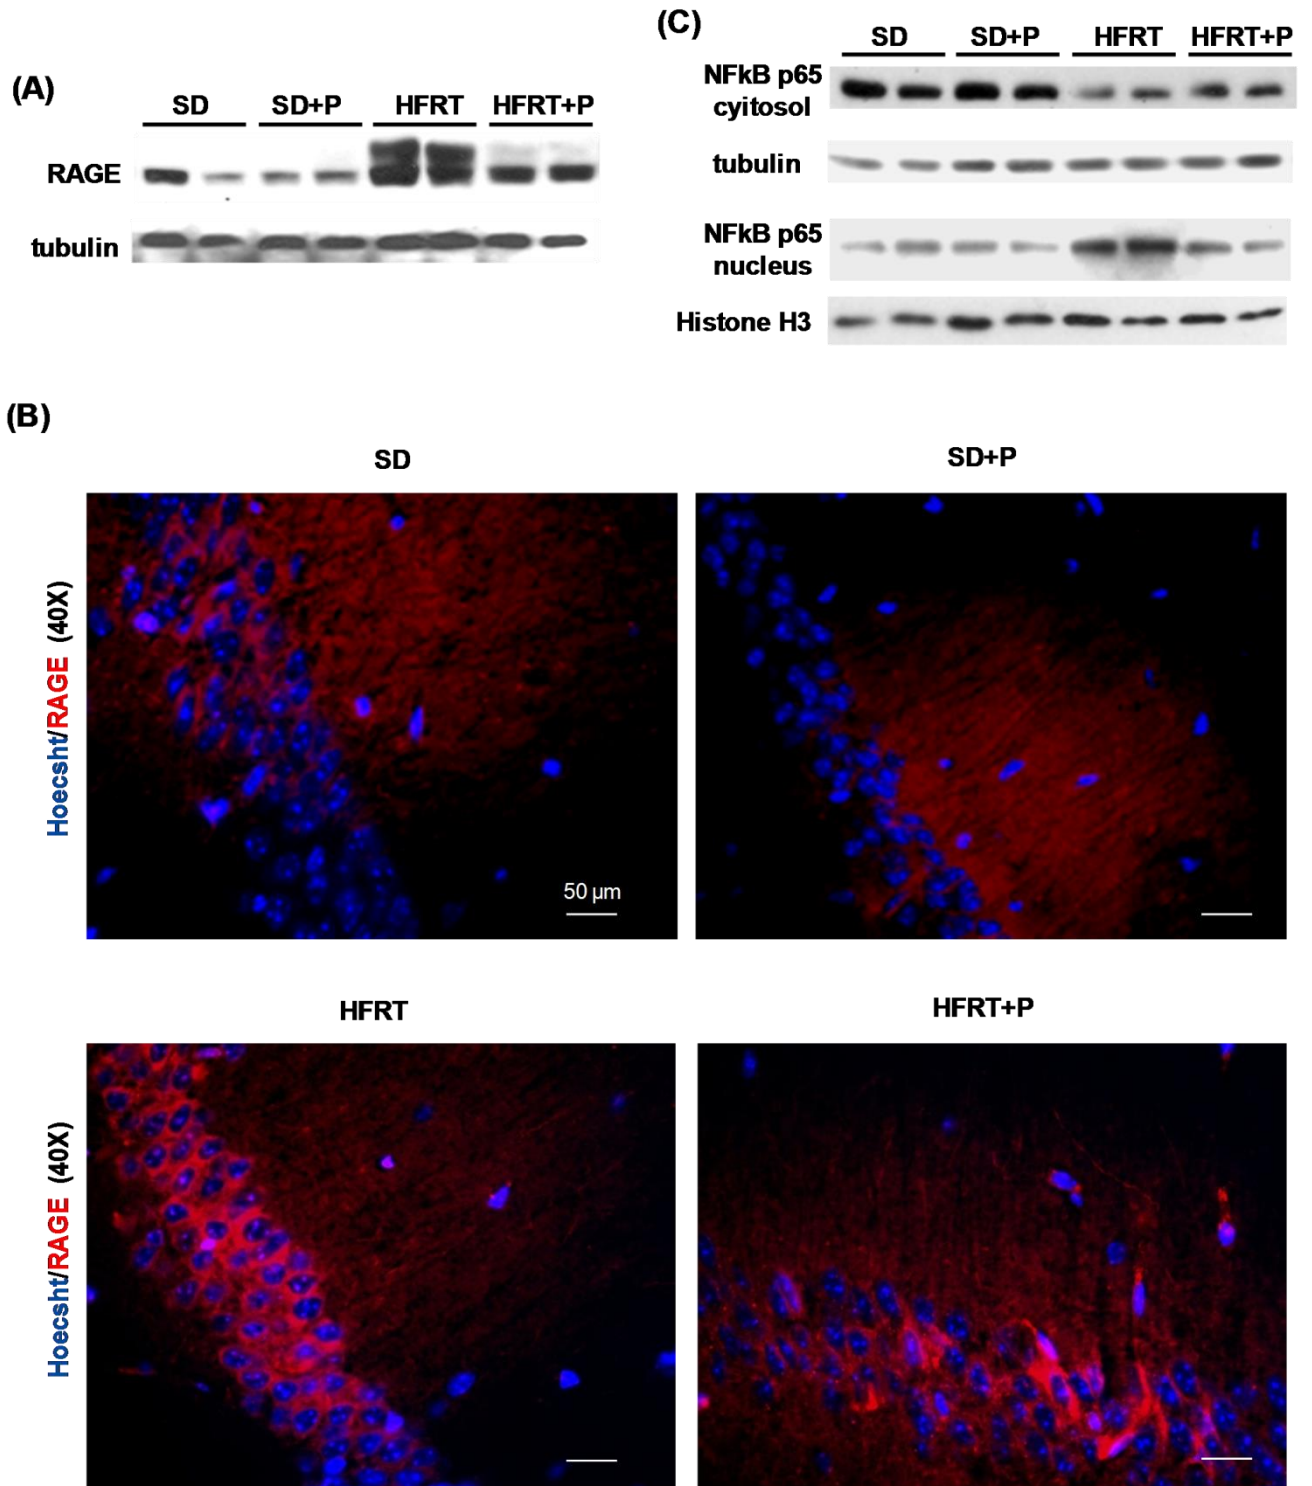 (A)
SD SD+P HFRT HFRT+P
RAGE
tubulin
(C)
SD SD+P HFRT HFRT+P
NFkB p65
cyitosol
tubulin
NFkB p65
nucleus
Histone H3
(B)
SD SD+P
Hoecsht/RAGE (40X)
50 µm
HFRT HFRT+P
Hoecsht/RAGE (40X)